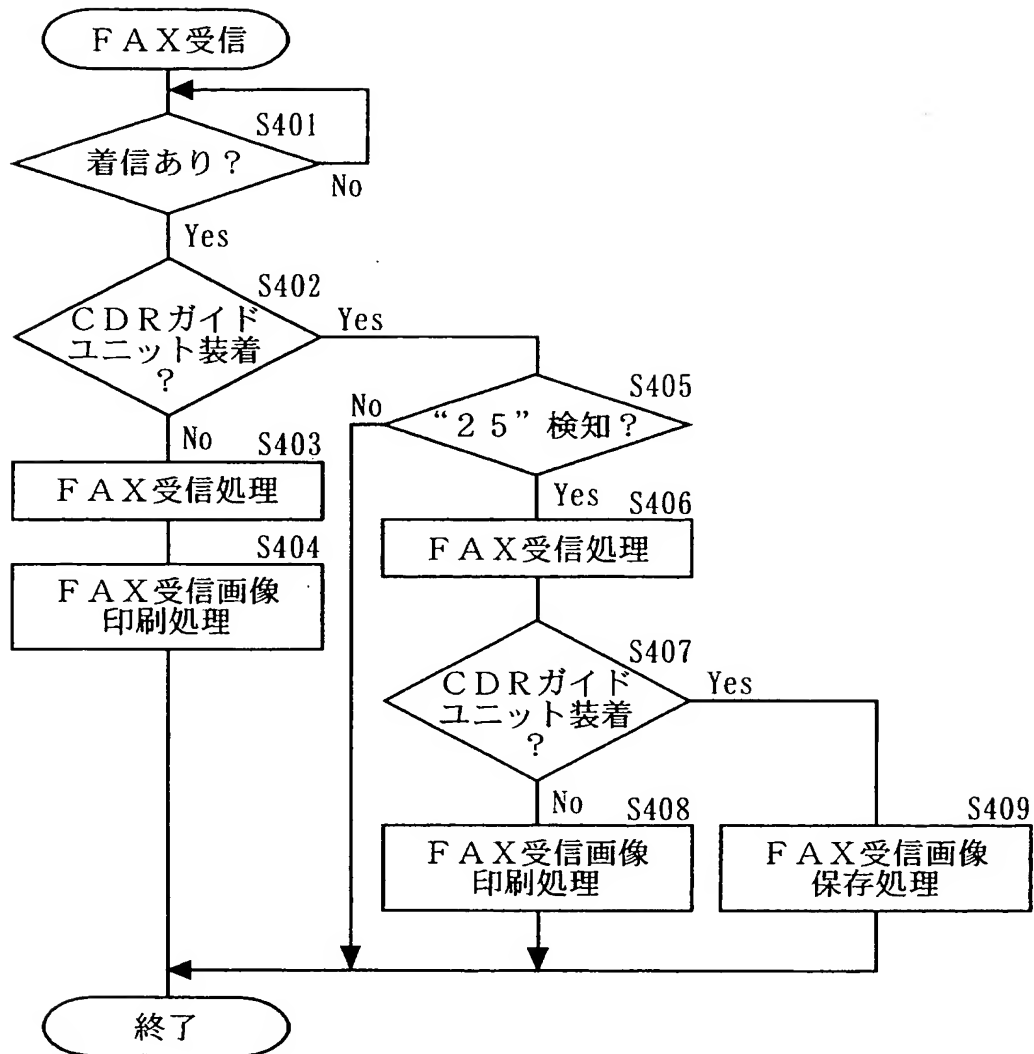 ＦＡＸ受信
S401
着信あり？
No
Yes
S402
ＣＤＲガイド
ユニット装着
？
Yes
No
S403
ＦＡＸ受信処理
S404
ＦＡＸ受信画像
印刷処理
S405
“２５”検知？
No
Yes
S406
ＦＡＸ受信処理
S407
ＣＤＲガイド
ユニット装着
？
Yes
No
S408
ＦＡＸ受信画像
印刷処理
S409
ＦＡＸ受信画像
保存処理
終了